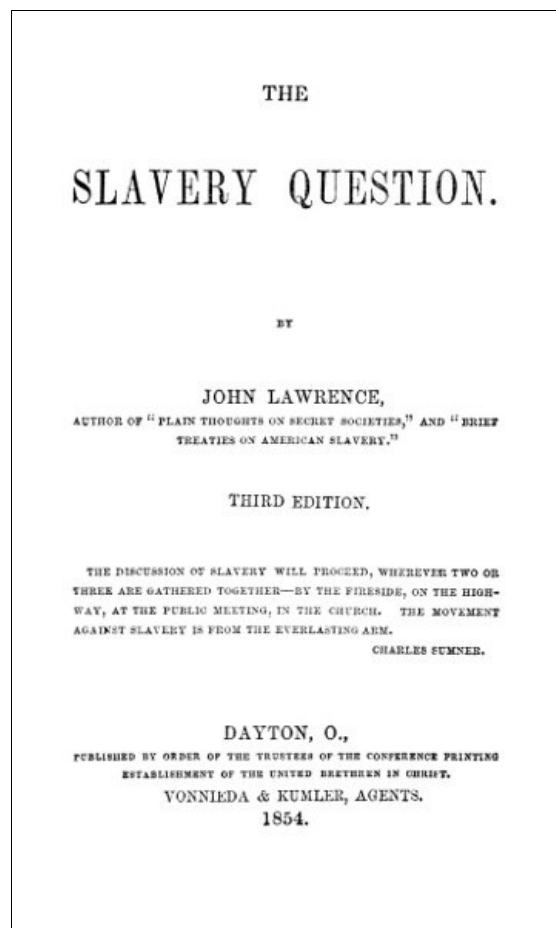 THE
SLAVERY QUESTION.
BY
JOHN LAWRENCE,
AUTHOR OF "PLAIN THOUGHTS ON SECRET SOCIETIES," AND "BRIEF
TREATIES ON AMERICAN SLAVERY."
THIRD EDITION.
THE DISCUSSION OF SLAVERY WILL PROCEED, WHEREVER TWO OR
THREE ARE GATHERED TOGETHER—BY THE FIRESIDE, ON THE HIGH-
WAY, AT THE PUBLIC MEETING, IN THE CHURCH. THE MOVEMENT
AGAINST SLAVERY IS FROM THE EVERLASTING ARM.
CHARLES SUMNER.
DAYTON, O.,
PUBLISHED BY ORDER OF THE TRUSTEES OF THE CONFERENCE PRINTING
ESTABLISHMENT OF THE UNITED BRETHREN IN CHRIST.
VONNIEDA & KUMLER, AGENTS.
1854.